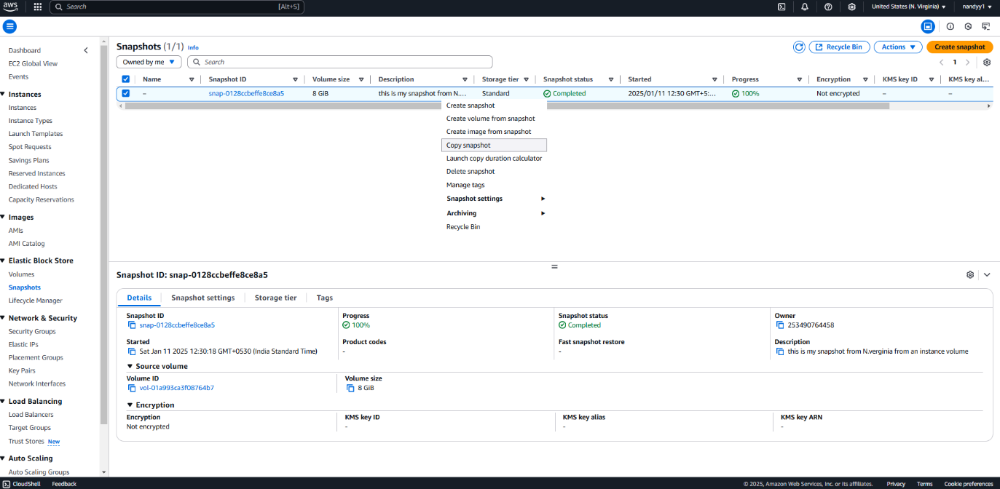 aws Search [Alt+S] United States (N. Virginia) nandyy1
Dashboard
EC2 Global View
Events
Instances
Instances
Instance Types
Launch Templates
Spot Requests
Savings Plans
Reserved Instances
Dedicated Hosts
Capacity Reservations
Images
AMIs
AMI Catalog
Elastic Block Store
Volumes
Snapshots
Lifecycle Manager
Network & Security
Security Groups
Elastic IPs
Placement Groups
Key Pairs
Network Interfaces
Load Balancing
Load Balancers
Target Groups
Trust Stores New
Auto Scaling
Auto Scaling Groups
Snapshots (1/1) Info
Recycle Bin Actions Create snapshot
Owned by me Search
1
Name Snapshot ID Volume size Description Storage tier Snapshot status Started Progress Encryption KMS key ID KMS key al...
– snap-0128ccbeffe8ce8a5 8 GiB this is my snapshot from N.... Standard Completed 2025/01/11 12:30 GMT+5:... 100% Not encrypted – –
Create snapshot
Create volume from snapshot
Create image from snapshot
Copy snapshot
Launch copy duration calculator
Delete snapshot
Manage tags
Snapshot settings
Archiving
Recycle Bin
Snapshot ID: snap-0128ccbeffe8ce8a5
Details Snapshot settings Storage tier Tags
Snapshot ID Progress Snapshot status Owner
snap-0128ccbeffe8ce8a5 100% Completed 253490764458
Started Product codes Fast snapshot restore Description
Sat Jan 11 2025 12:30:18 GMT+0530 (India Standard Time) - - this is my snapshot from N.verginia from an instance volume
Source volume
Volume ID Volume size
vol-01a993ca3f08764b7 8 GiB
Encryption
Encryption KMS key ID KMS key alias KMS key ARN
Not encrypted - - -
CloudShell Feedback © 2025, Amazon Web Services, Inc. or its affiliates. Privacy Terms Cookie preferences